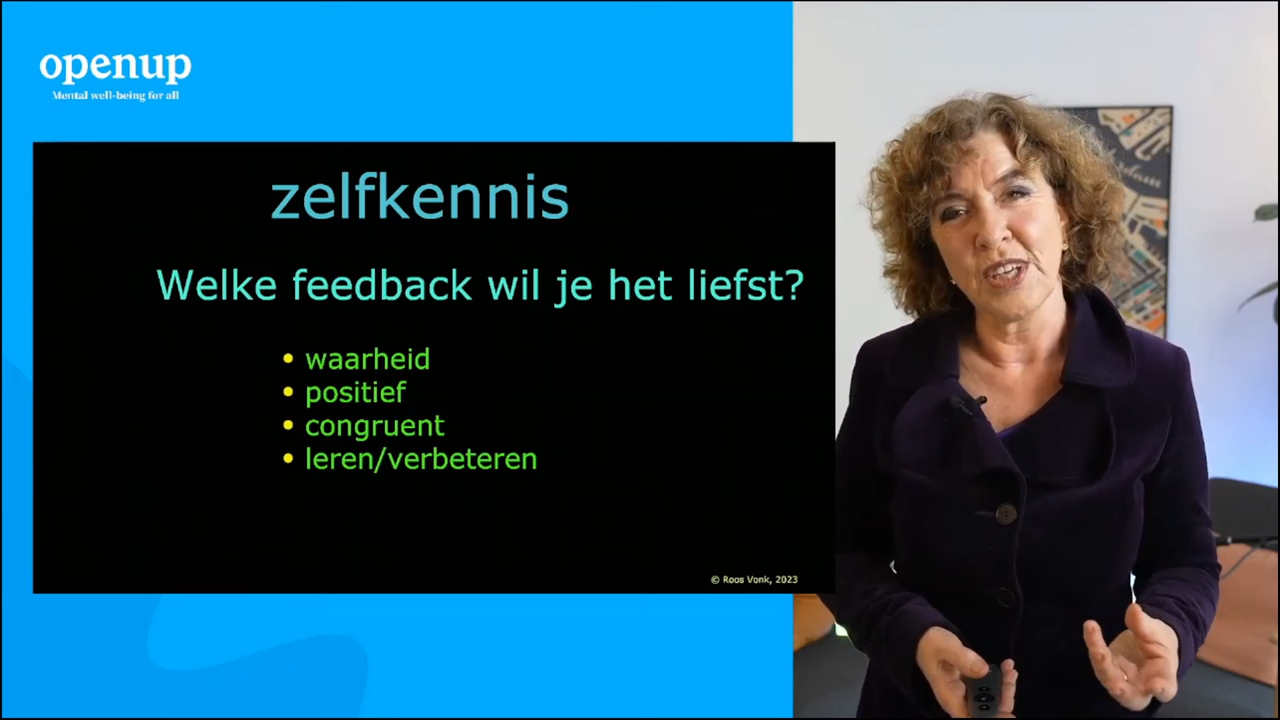 openup
Mental well-being for all
zelfkennis
Welke feedback wil je het liefst?
• waarheid
• positief
• congruent
• leren/verbeteren
© Roos Vonk, 2023